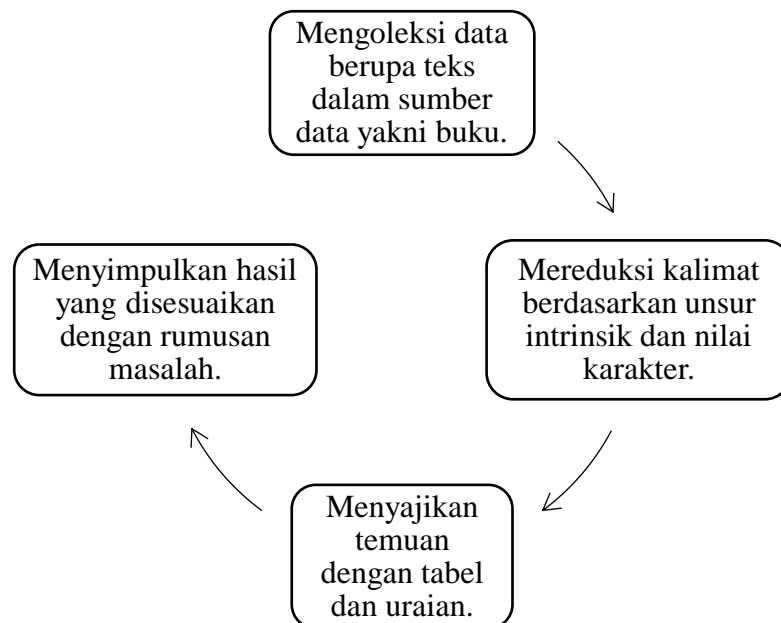 Mengoleksi data
berupa teks
dalam sumber
data yakni buku.
Mereduksi kalimat
berdasarkan unsur
intrinsik dan nilai
karakter.
Menyajikan
temuan
dengan tabel
dan uraian.
Menyimpulkan hasil
yang disesuaikan
dengan rumusan
masalah.